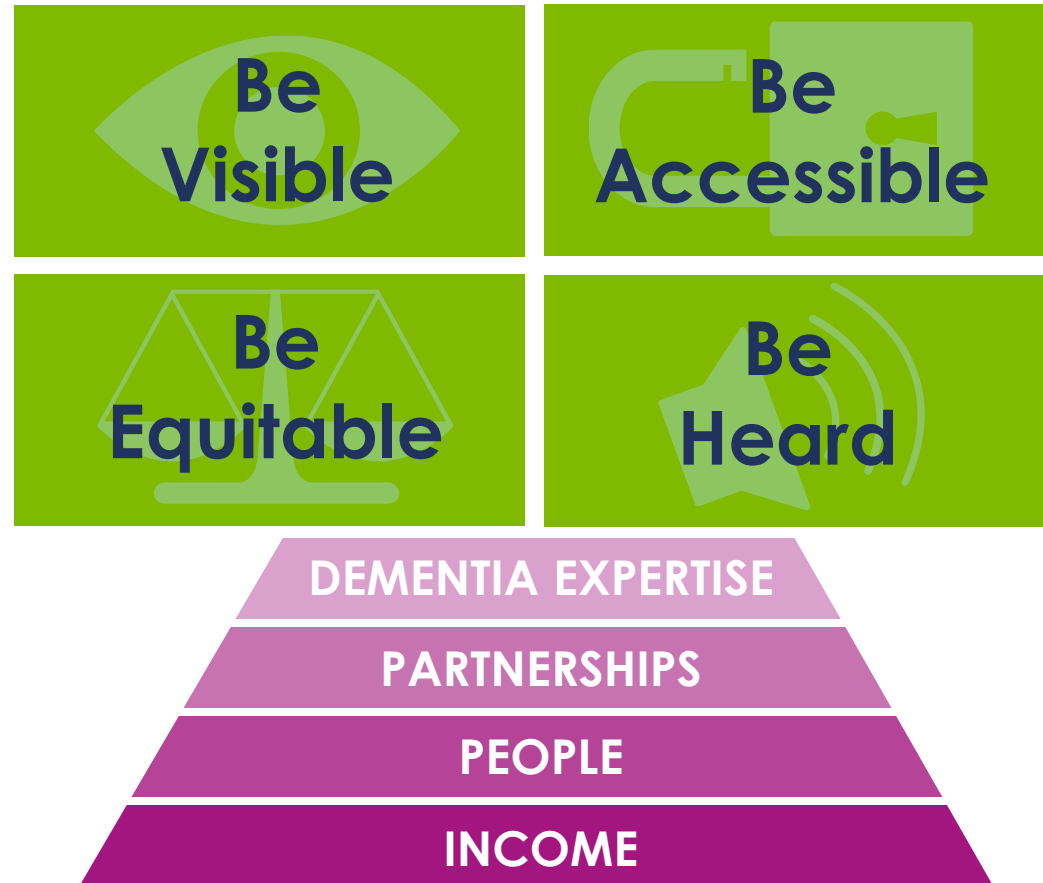 Be
Visible
Be
Accessible
Be
Equitable
Be
Heard
DEMENTIA EXPERTISE
PARTNERSHIPS
PEOPLE
INCOME